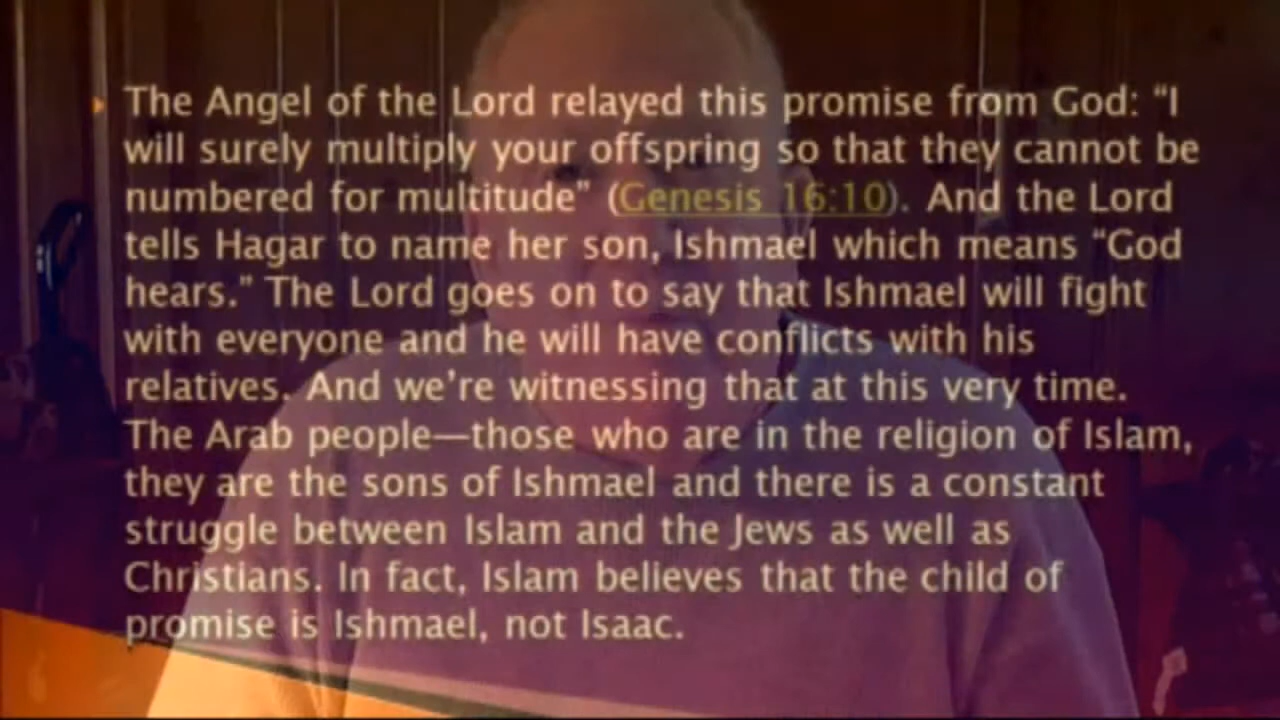 The Angel of the Lord relayed this promise from God: “I
will surely multiply your offspring so that they cannot be
numbered for multitude” (Genesis 16:10). And the Lord
tells Hagar to name her son, Ishmael which means “God
hears.” The Lord goes on to say that Ishmael will fight
with everyone and he will have conflicts with his
relatives. And we’re witnessing that at this very time.
The Arab people—those who are in the religion of Islam,
they are the sons of Ishmael and there is a constant
struggle between Islam and the Jews as well as
Christians. In fact, Islam believes that the child of
promise is Ishmael, not Isaac.